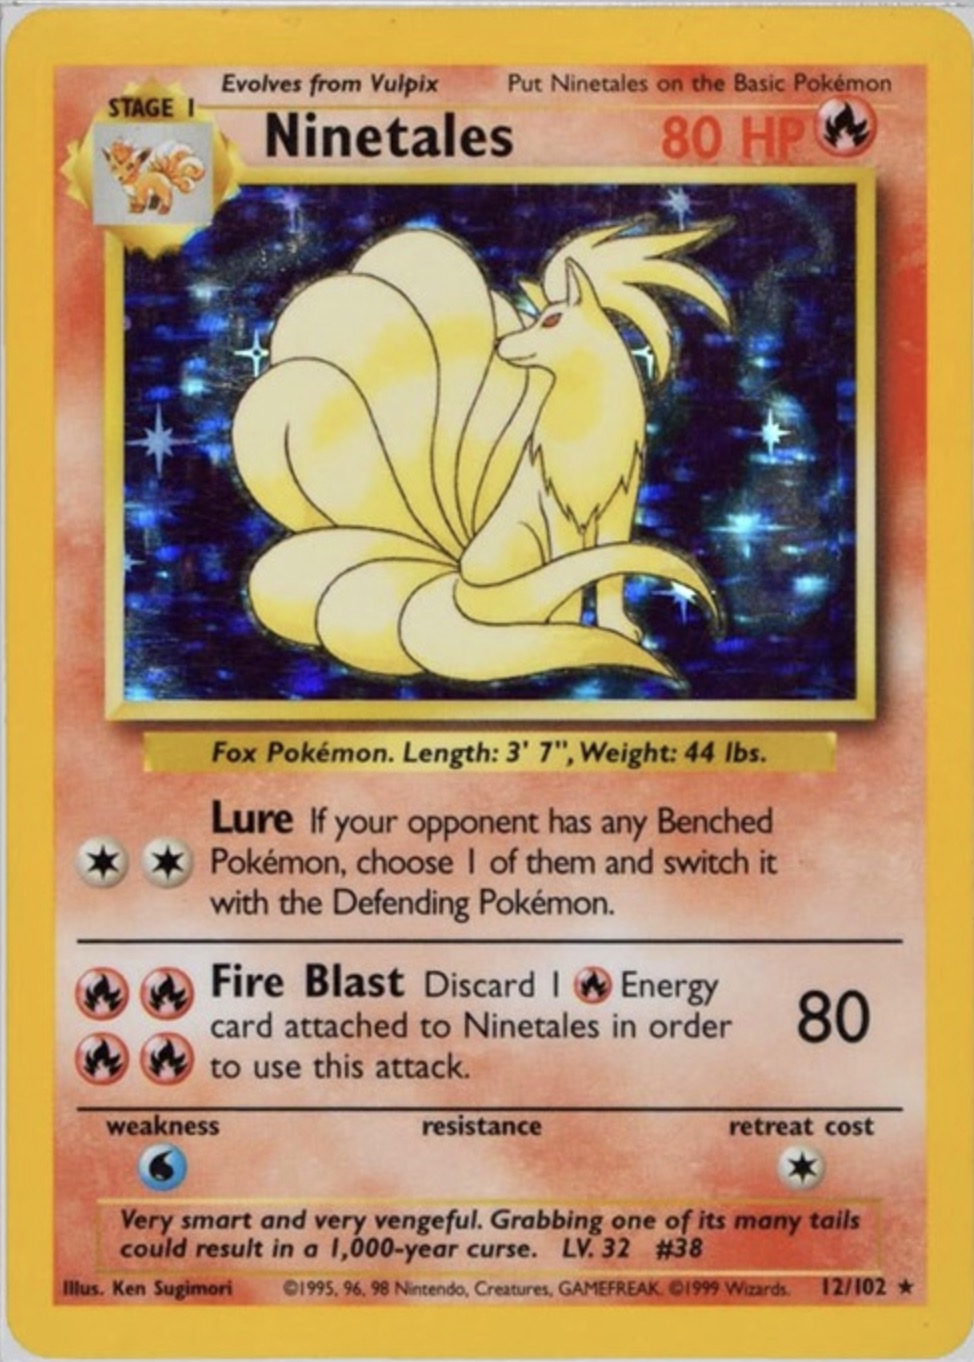 Evolves from Vulpix Put Ninetales on the Basic Pokémon
STAGE 1
Ninetales 80 HP
Fox Pokémon. Length: 3' 7", Weight: 44 lbs.
Lure If your opponent has any Benched
Pokémon, choose 1 of them and switch it
with the Defending Pokémon.
Fire Blast Discard 1 Energy
card attached to Ninetales in order
to use this attack.
80
weakness resistance retreat cost
Very smart and very vengeful. Grabbing one of its many tails
could result in a 1,000-year curse. LV. 32 #38
Illus. Ken Sugimori ©1995, 96, 98 Nintendo, Creatures, GAMEFREAK. ©1999 Wizards. 12/102 ★